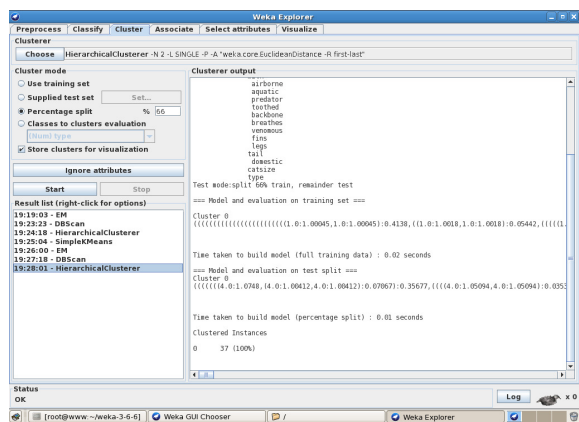 Weka Explorer
Preprocess Classify Cluster Associate Select attributes Visualize
Clusterer
Choose HierarchicalClusterer -N 2 -L SINGLE -P -A "weka.core.EuclideanDistance -R first-last"
Cluster mode
Use training set
Supplied test set Set...
Percentage split % 66
Classes to clusters evaluation
(Num) type
Store clusters for visualization
Ignore attributes
Start Stop
Result list (right-click for options)
19:19:03 - EM
19:23:23 - DBScan
19:24:18 - HierarchicalClusterer
19:25:04 - SimpleKMeans
19:26:00 - EM
19:27:18 - DBScan
19:28:01 - HierarchicalClusterer
Clusterer output
airborne
aquatic
predator
toothed
backbone
breathes
venomous
fins
legs
tail
domestic
catsize
type
Test mode:split 66% train, remainder test
=== Model and evaluation on training set ===
Cluster 0
((((((((((((((((((((((((1.0:1.00045,1.0:1.00045):0.4138,((1.0:1.0018,1.0:1.0018):0.05442,(((((1.
Time taken to build model (full training data) : 0.02 seconds
=== Model and evaluation on test split ===
Cluster 0
(((((((4.0:1.0748,(4.0:1.00412,4.0:1.00412):0.07067):0.35677,((((4.0:1.05094,4.0:1.05094):0.0353
Time taken to build model (percentage split) : 0.01 seconds
Clustered Instances
0 37 (100%)
Status
OK
Log x 0
[root@www:~/weka-3-6-6] Weka GUI Chooser / Weka Explorer